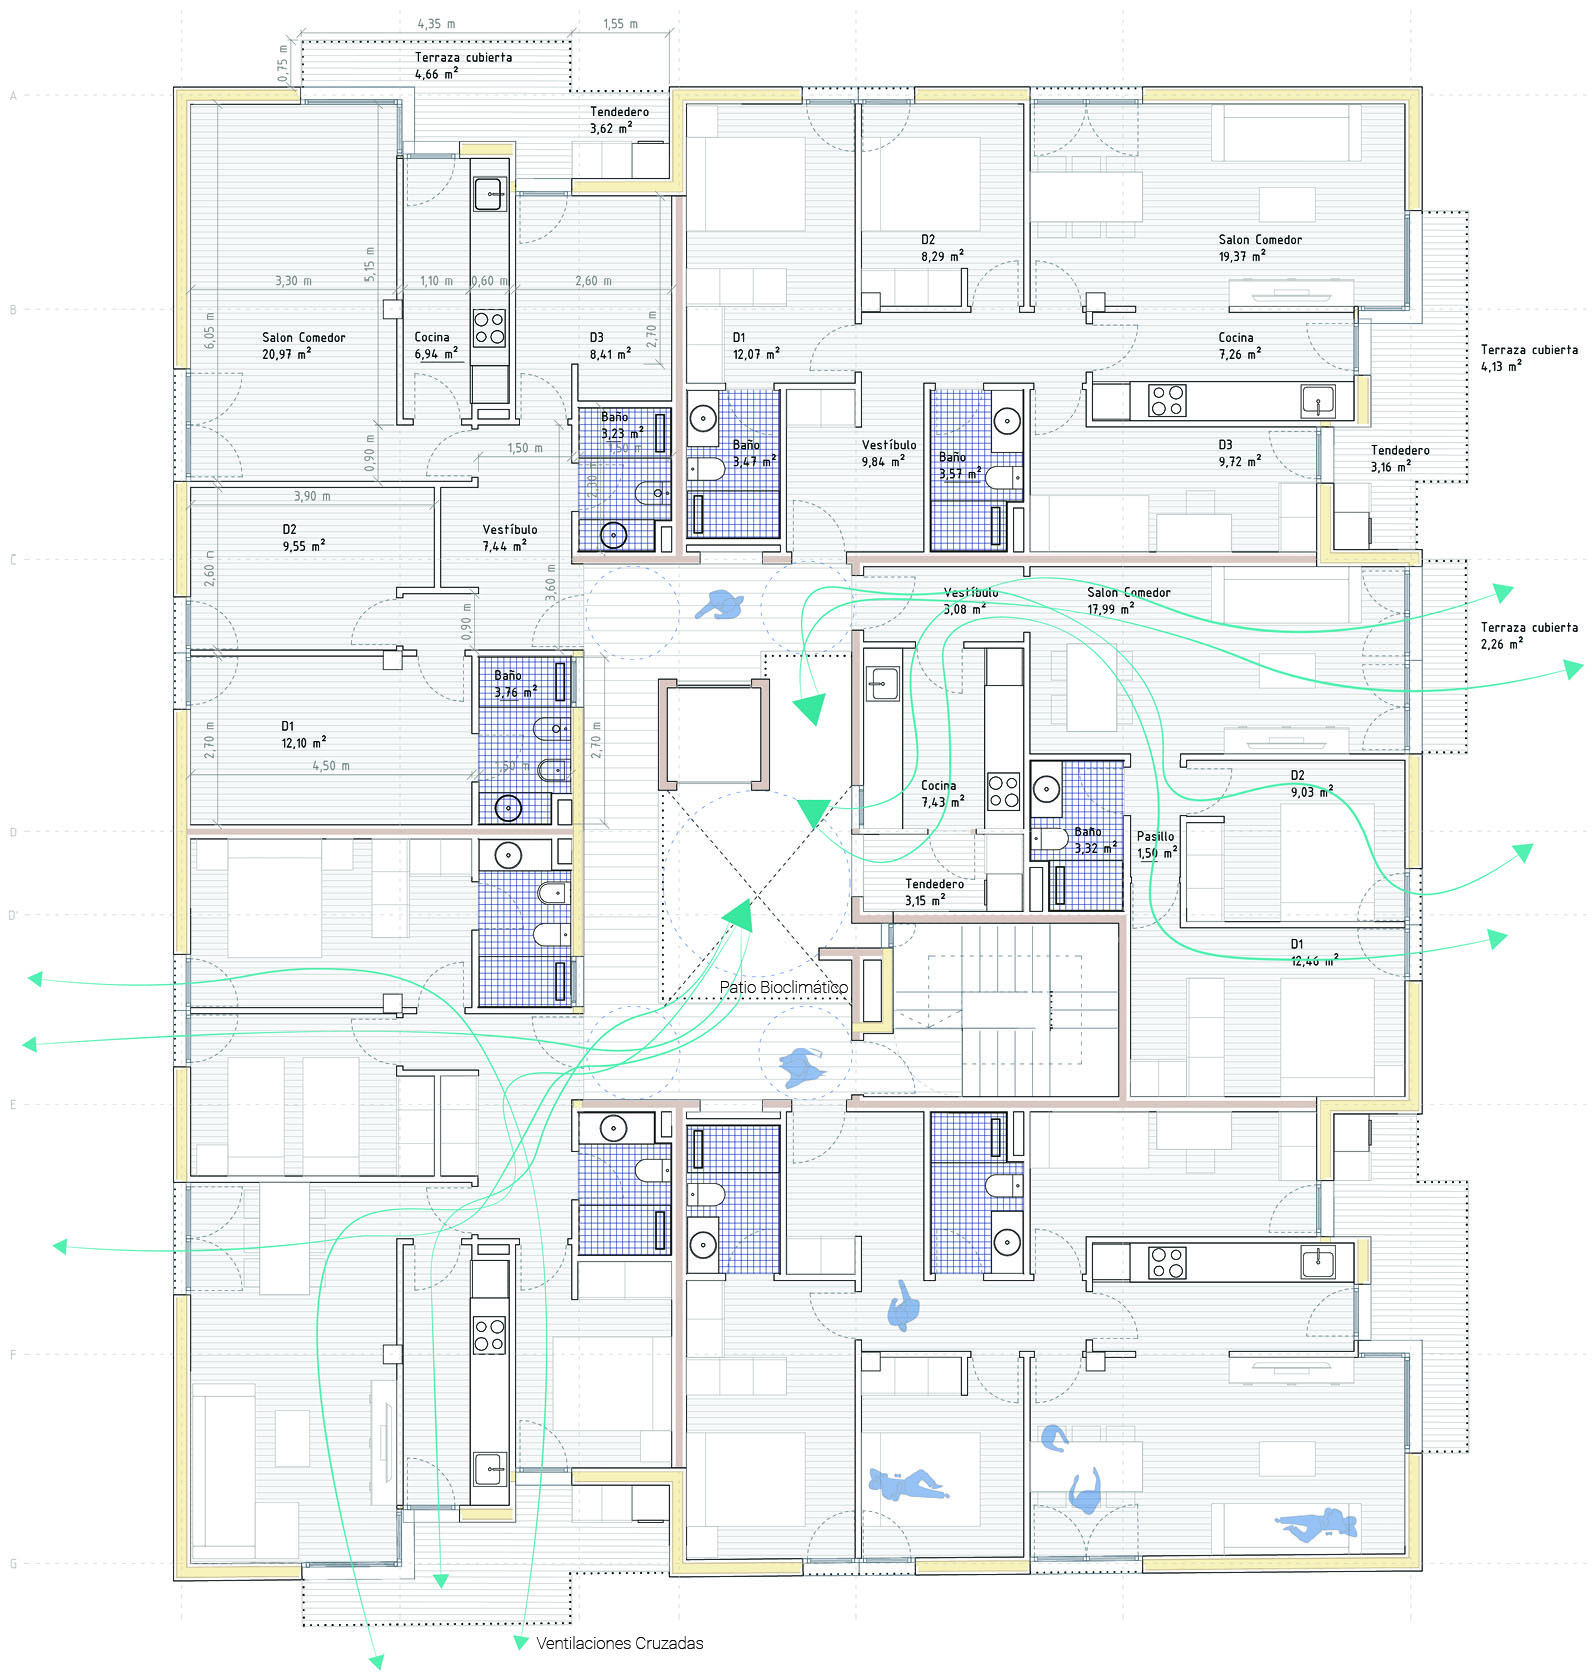 4,35 m
1,55 m
0,75 m
Terraza cubierta
4,66 m²
A
Tendedero
3,62 m²
D2
8,29 m²
Salon Comedor
19,37 m²
5,15 m
3,30 m
1,10 m
0,60 m
2,60 m
B
6,05 m
Salon Comedor
20,97 m²
Cocina
6,94 m²
D3
8,41 m²
2,70 m
D1
12,07 m²
Cocina
7,26 m²
Terraza cubierta
4,13 m²
Baño
3,23 m²
1,50 m
1,50 m
0,90 m
Baño
3,47 m²
Vestíbulo
9,84 m²
Baño
3,57 m²
D3
9,72 m²
Tendedero
3,16 m²
2,30 m
3,90 m
D2
9,55 m²
Vestíbulo
7,44 m²
C
2,60 m
3,60 m
0,90 m
Vestíbulo
3,08 m²
Salon Comedor
17,99 m²
Terraza cubierta
2,26 m²
Baño
3,76 m²
D1
12,10 m²
2,70 m
2,70 m
4,50 m
1,50 m
Cocina
7,43 m²
D2
9,03 m²
D
Baño
3,32 m²
Pasillo
1,50 m²
Tendedero
3,15 m²
D'
D1
12,46 m²
Patio Bioclimático
E
F
G
Ventilaciones Cruzadas